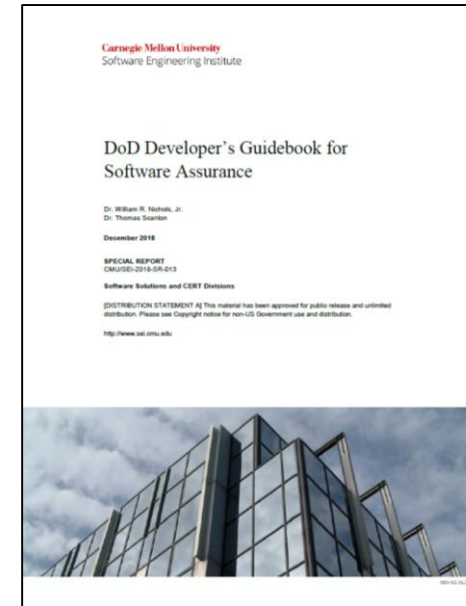 Carnegie Mellon University
Software Engineering Institute
DoD Developer's Guidebook for
Software Assurance
Dr. William R. Nichols, Jr.
Dr. Thomas Scanlon
December 2018
SPECIAL REPORT
CMU/SEI-2018-SR-013
Software Solutions and CERT Divisions
[DISTRIBUTION STATEMENT A] This material has been approved for public release and unlimited
distribution. Please see Copyright notice for non-US Government use and distribution.
http://www.sei.cmu.edu